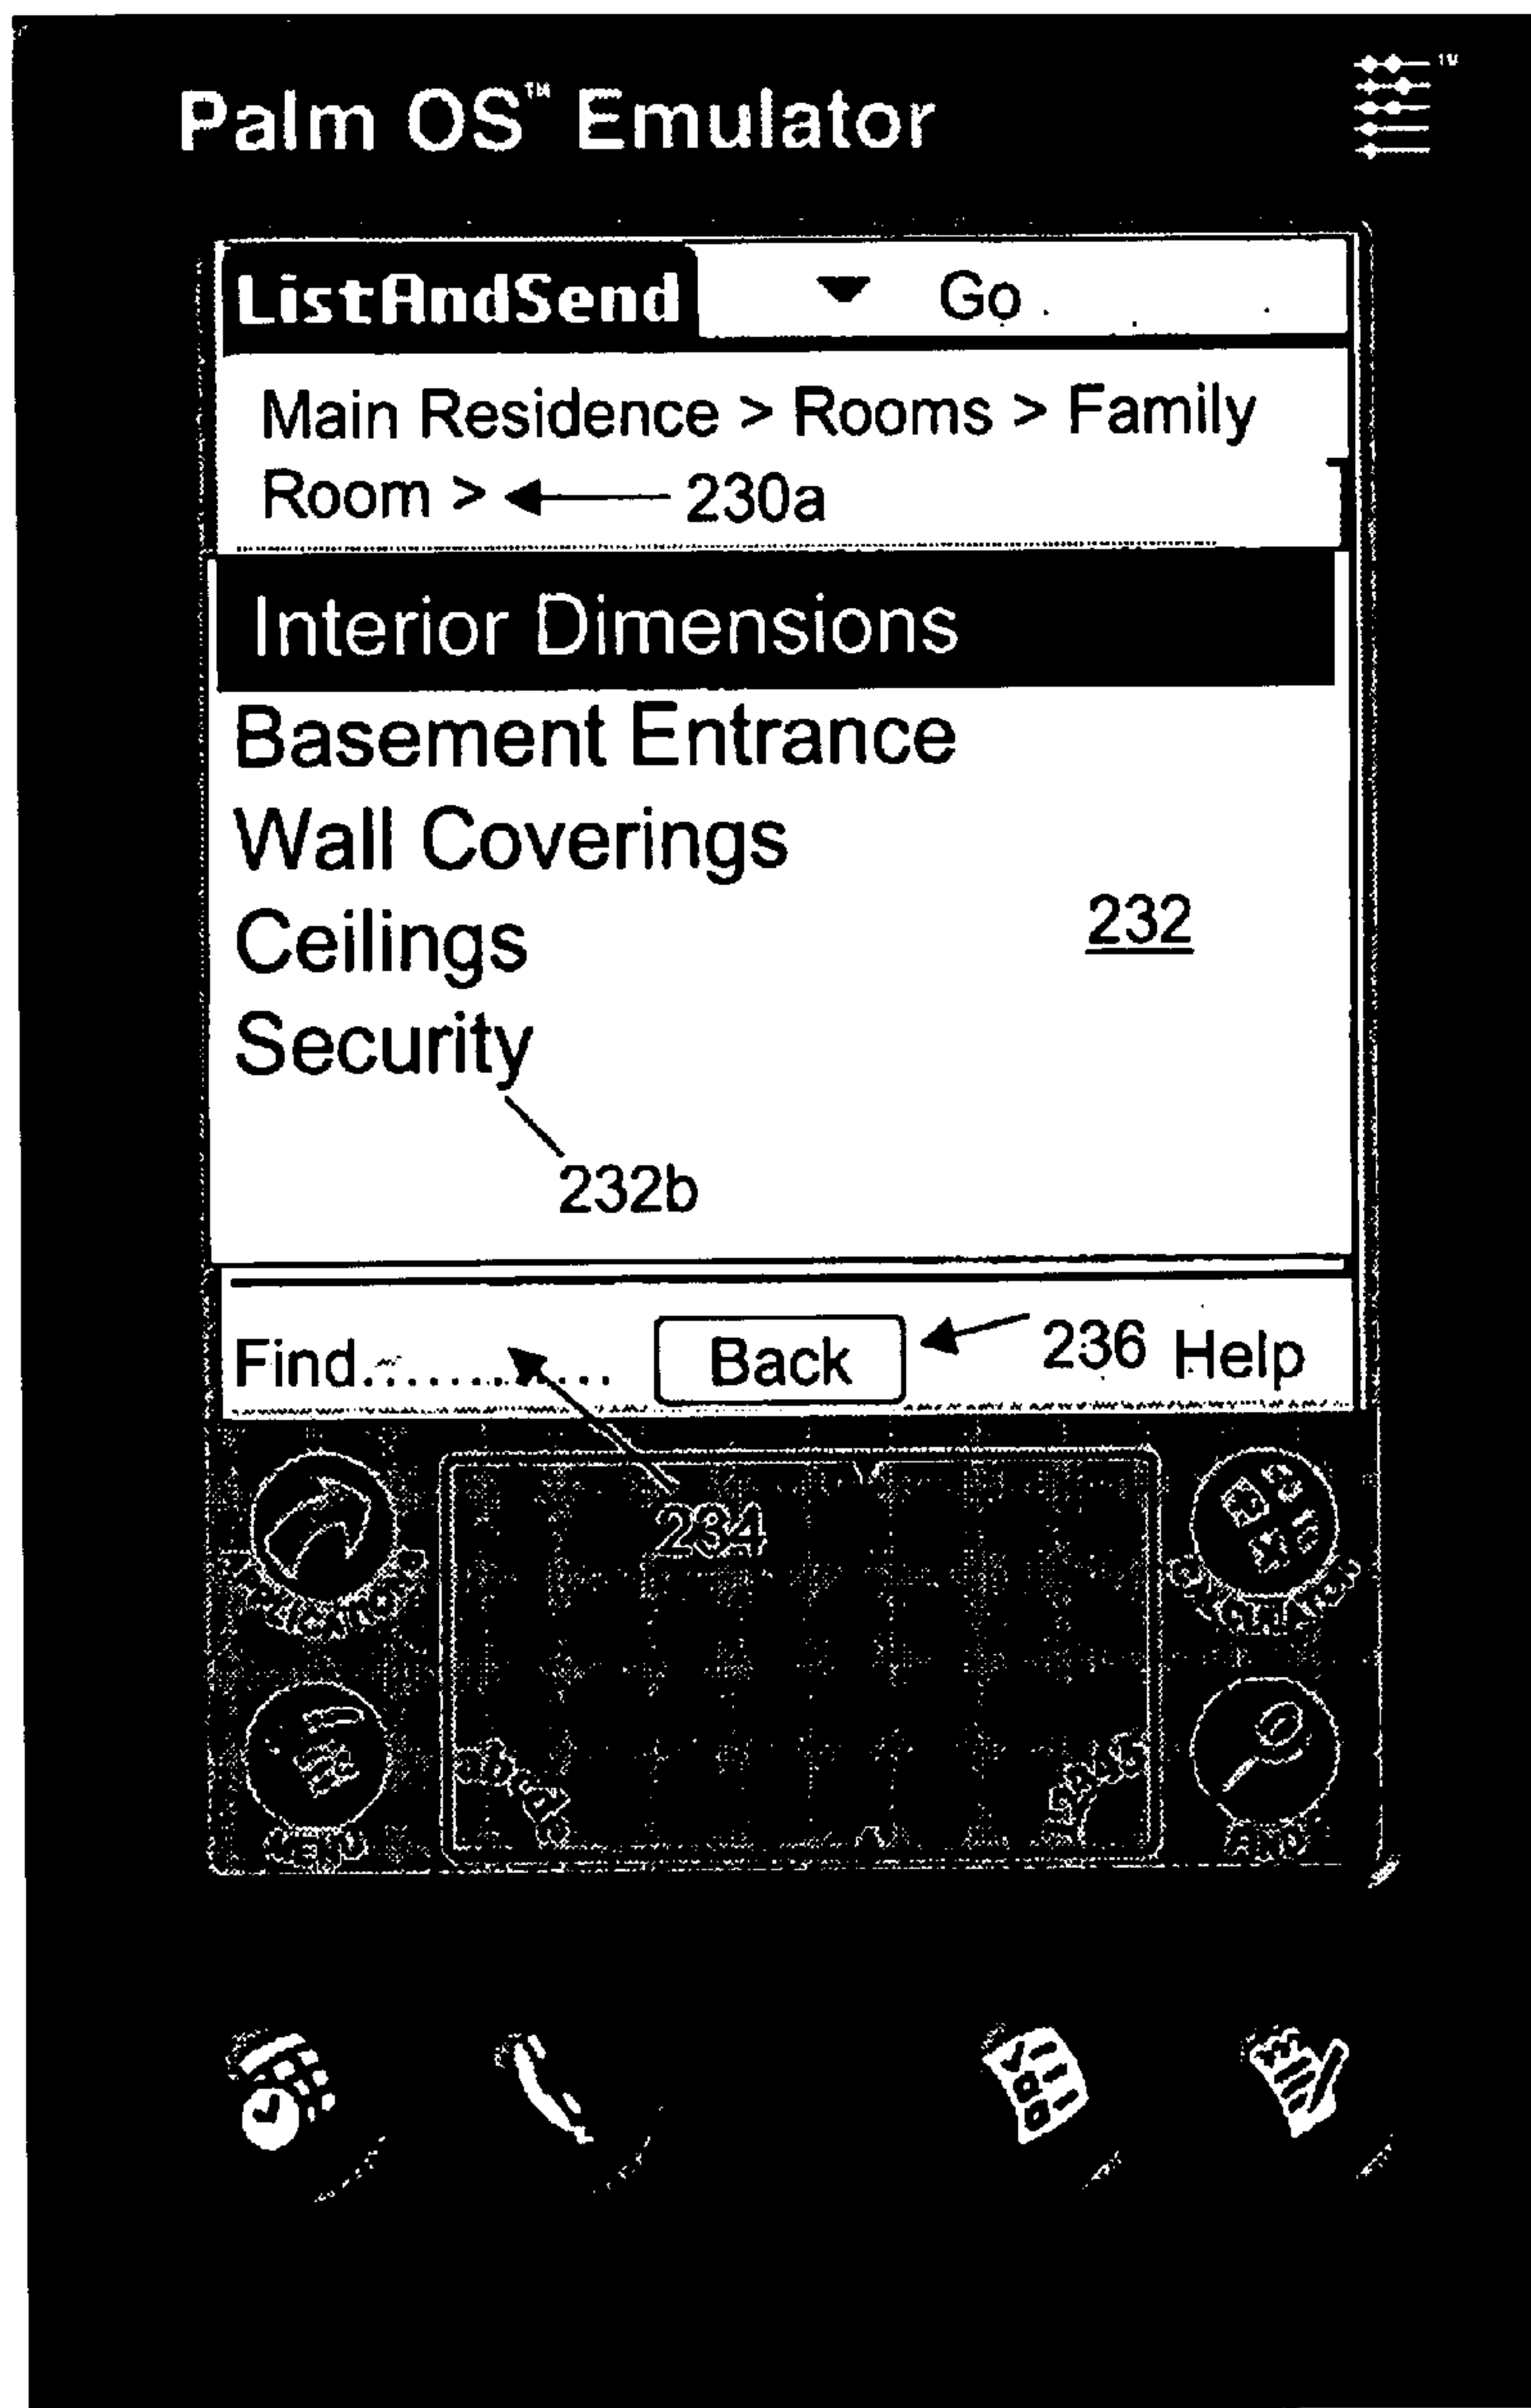 TM
Palm OS™ Emulator
ListAndSend ▼ Go
Main Residence > Rooms > Family
Room > 230a
Interior Dimensions
Basement Entrance
Wall Coverings
Ceilings
232
Security
232b
Find............ Back 236 Help
234